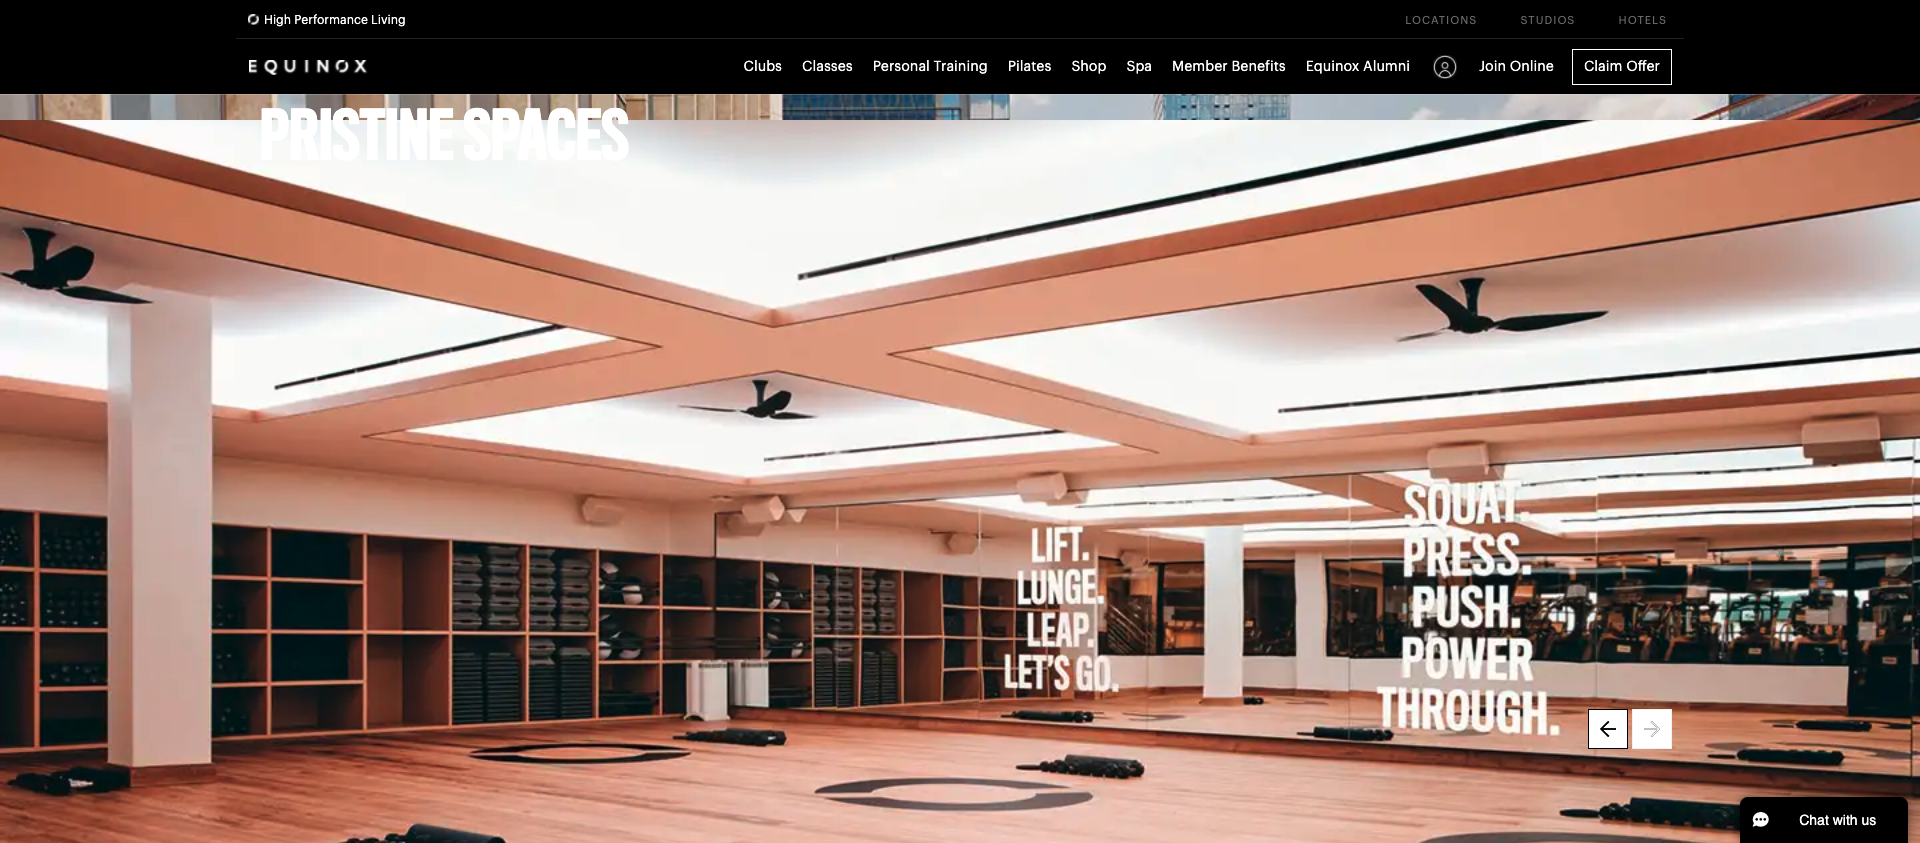 High Performance Living
LOCATIONS
STUDIOS
HOTELS
EQUINOX
Clubs
Classes
Personal Training
Pilates
Shop
Spa
Member Benefits
Equinox Alumni
Join Online
Claim Offer
PRISTINE SPACES
LIFT.
LUNGE.
LEAP.
LET'S GO.
SQUAT.
PRESS.
PUSH.
POWER
THROUGH.
Chat with us